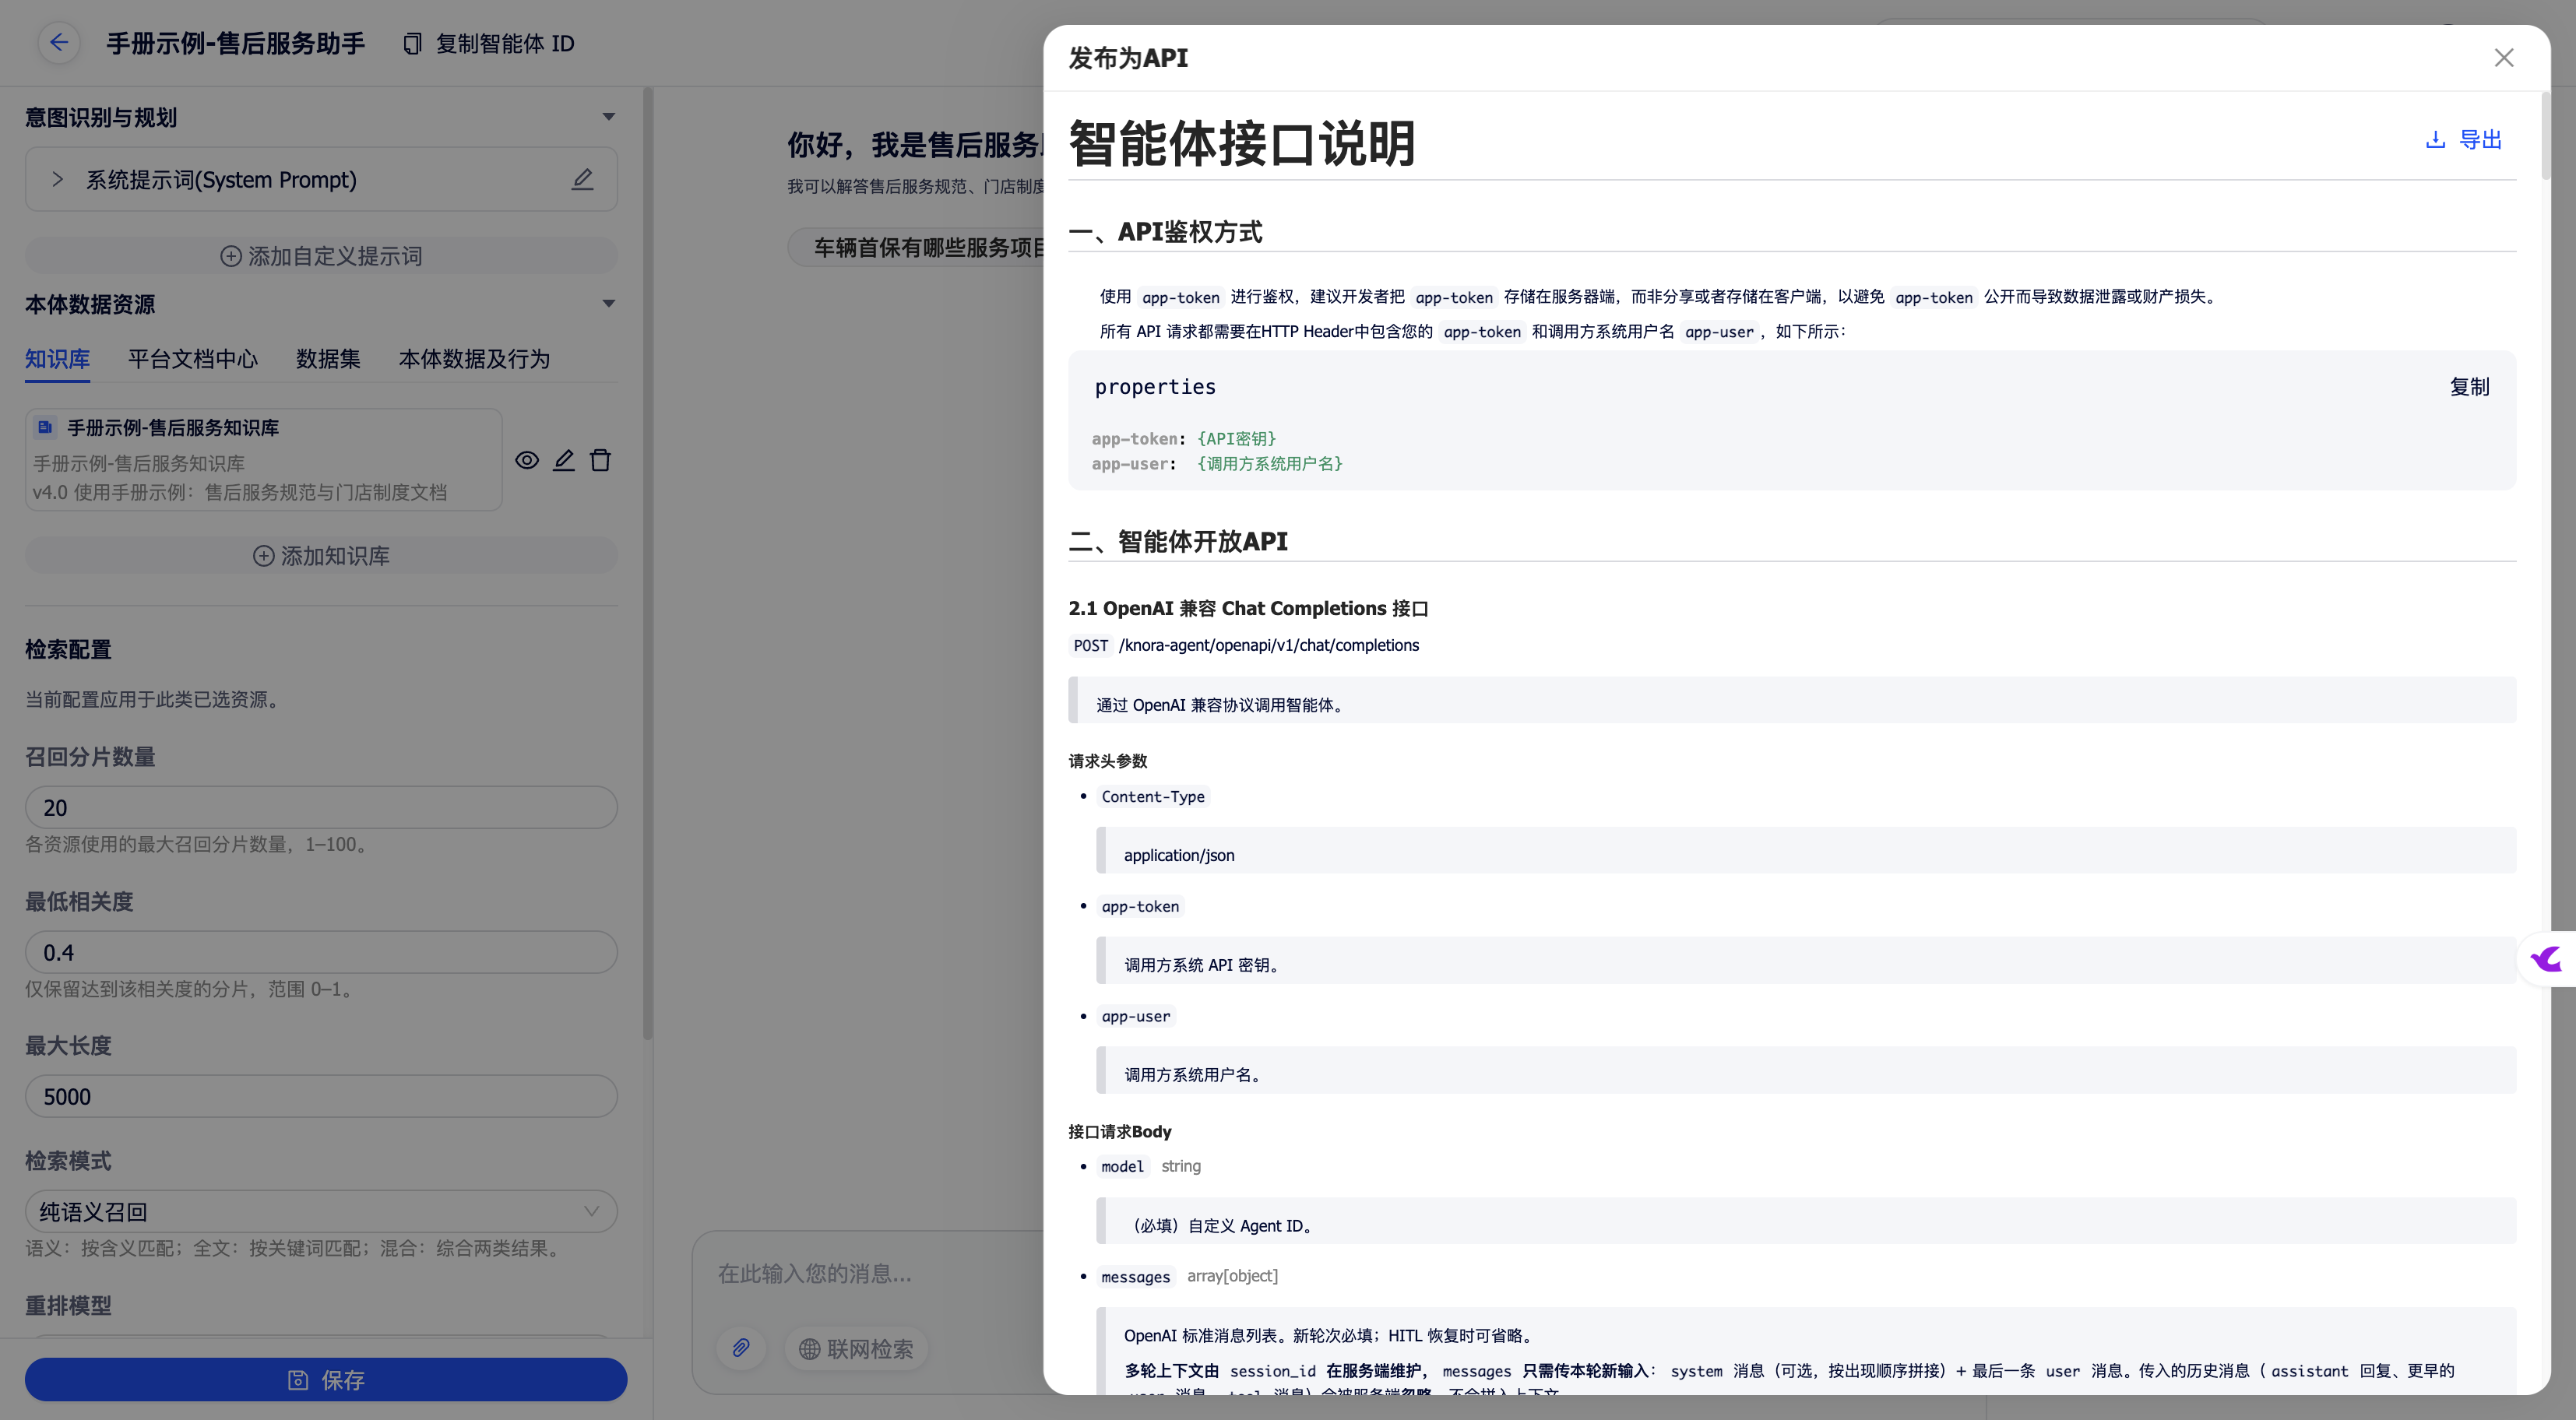 手册示例-售后服务助手
复制智能体 ID
意图识别与规划
系统提示词(System Prompt)
添加自定义提示词
本体数据资源
知识库 平台文档中心 数据集 本体数据及行为
手册示例-售后服务知识库
手册示例-售后服务知识库
v4.0 使用手册示例：售后服务规范与门店制度文档
添加知识库
检索配置
当前配置应用于此类已选资源。
召回分片数量
20
各资源使用的最大召回分片数量，1–100。
最低相关度
0.4
仅保留达到该相关度的分片，范围 0–1。
最大长度
5000
检索模式
纯语义召回
语义：按含义匹配；全文：按关键词匹配；混合：综合两类结果。
重排模型
保存
你好，我是售后服务
我可以解答售后服务规范、门店制度
车辆首保有哪些服务项目
在此输入您的消息...
联网检索
发布为API
智能体接口说明
导出
一、API鉴权方式
使用 app-token 进行鉴权，建议开发者把 app-token 存储在服务器端，而非分享或者存储在客户端，以避免 app-token 公开而导致数据泄露或财产损失。
所有 API 请求都需要在HTTP Header中包含您的 app-token 和调用方系统用户名 app-user，如下所示：
properties
复制
app-token: {API密钥}
app-user: {调用方系统用户名}
二、智能体开放API
2.1 OpenAI 兼容 Chat Completions 接口
POST /knora-agent/openapi/v1/chat/completions
通过 OpenAI 兼容协议调用智能体。
请求头参数
• Content-Type
application/json
• app-token
调用方系统 API 密钥。
• app-user
调用方系统用户名。
接口请求Body
• model string
（必填）自定义 Agent ID。
• messages array[object]
OpenAI 标准消息列表。新轮次必填；HITL 恢复时可省略。
多轮上下文由 session_id 在服务端维护， messages 只需传本轮新输入： system 消息（可选，按出现顺序拼接）+ 最后一条 user 消息。传入的历史消息（ assistant 回复、更早的